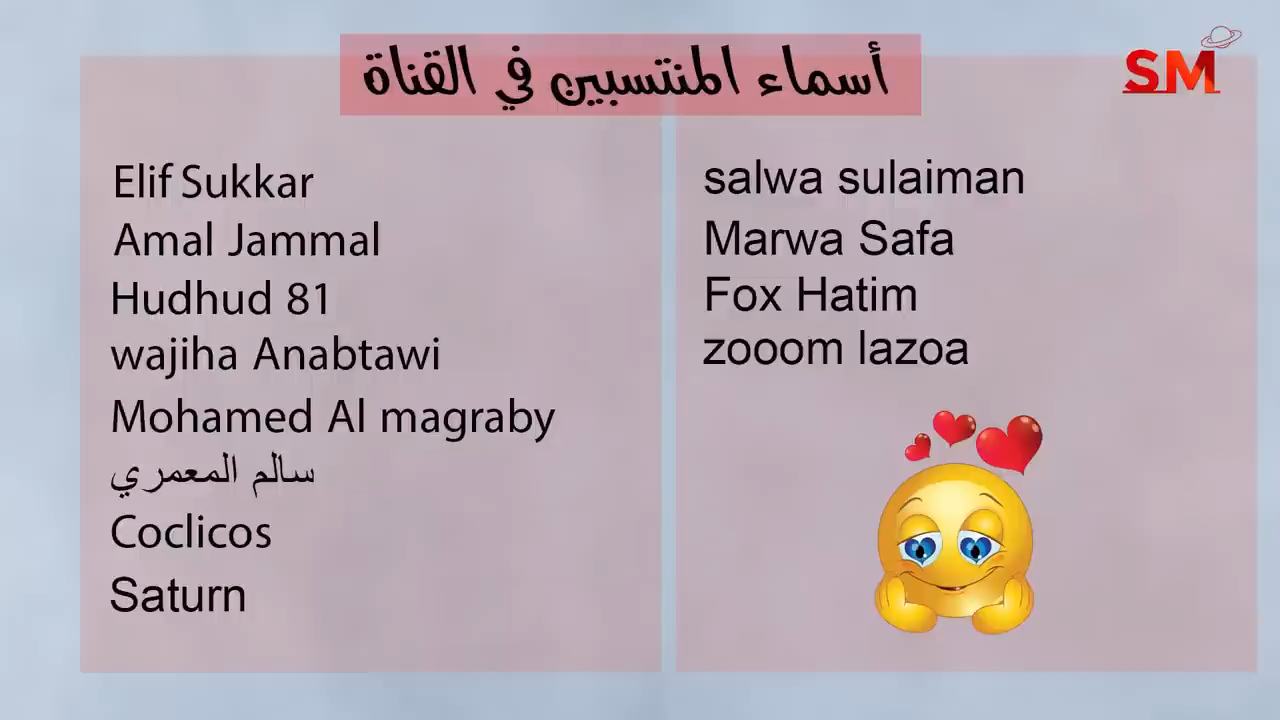 أسماء المنتسبين في القناة
SM
Elif Sukkar
Amal Jammal
Hudhud 81
wajiha Anabtawi
Mohamed Al magraby
سالم المعمري
Coclicos
Saturn
salwa sulaiman
Marwa Safa
Fox Hatim
zooom lazoa